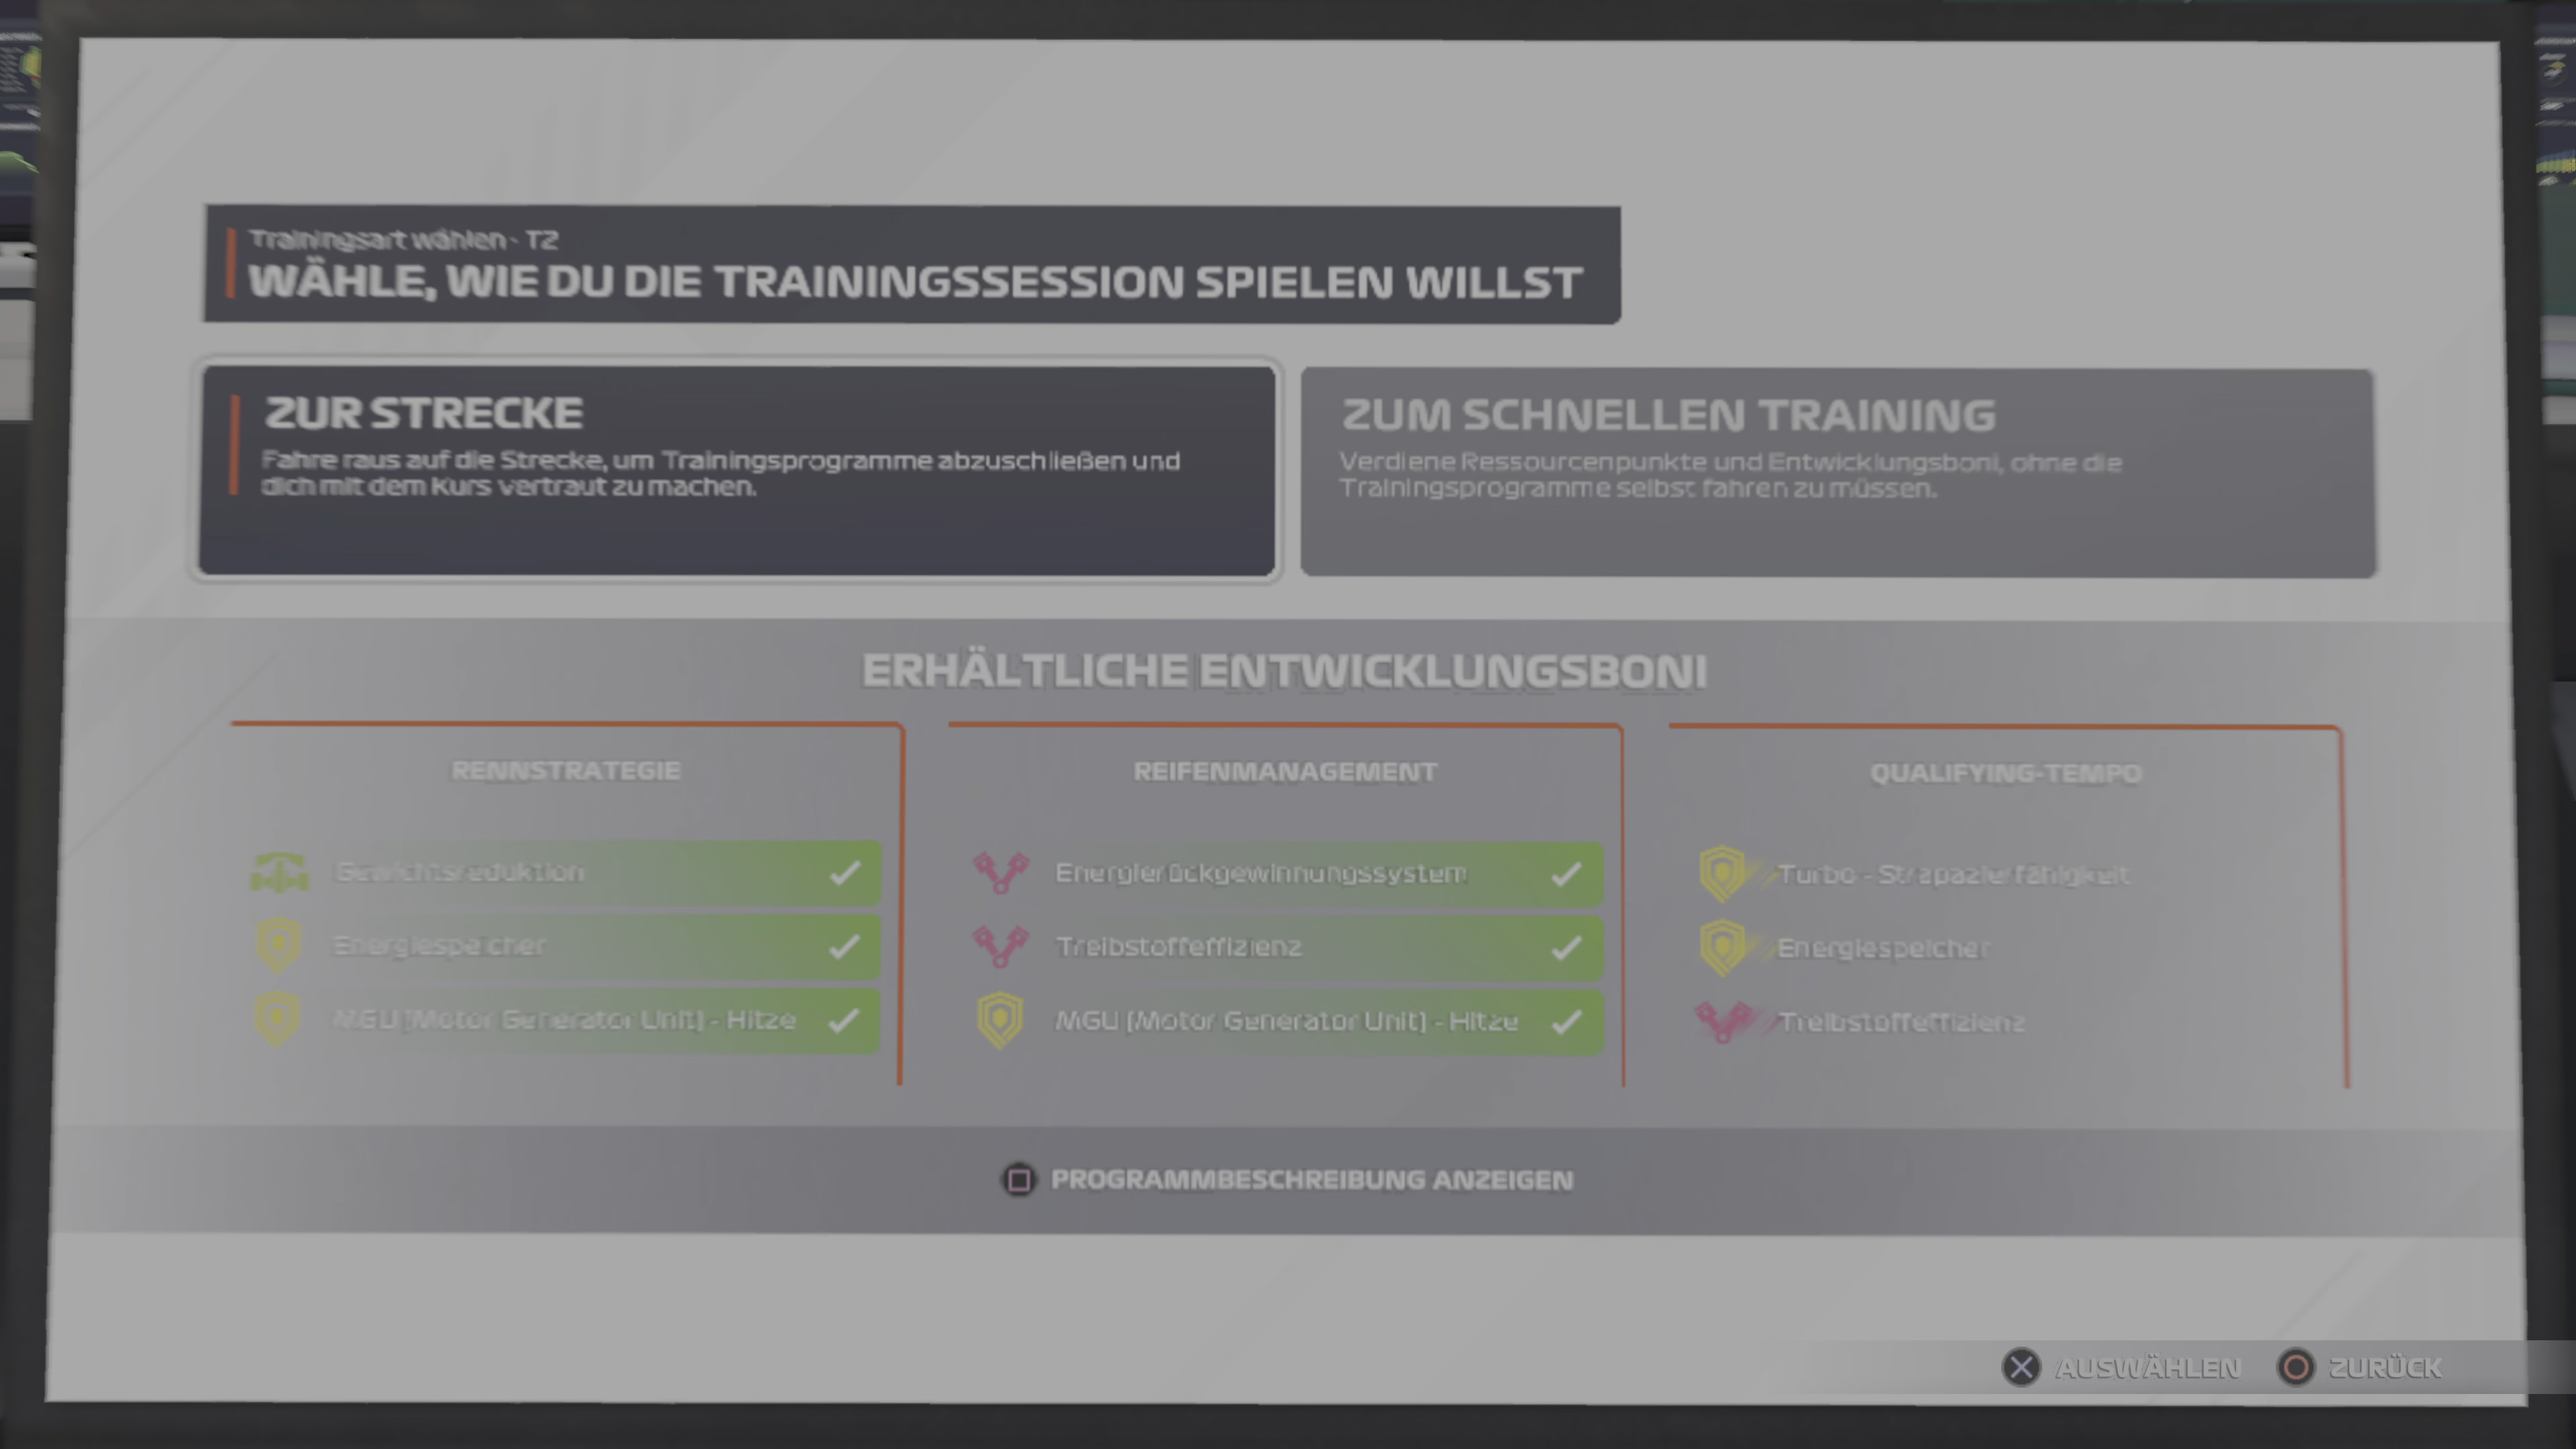 Trainingsart wählen - T2
WÄHLE, WIE DU DIE TRAININGSSESSION SPIELEN WILLST
ZUR STRECKE
Fahre raus auf die Strecke, um Trainingsprogramme abzuschließen und
dich mit dem Kurs vertraut zu machen.
ZUM SCHNELLEN TRAINING
Verdiene Ressourcenpunkte und Entwicklungsboni, ohne die
Trainingsprogramme selbst fahren zu müssen.
ERHÄLTLICHE ENTWICKLUNGSBONI
RENNSTRATEGIE
Gewichtsreduktion
Energiespeicher
MGU [Motor Generator Unit] - Hitze
REIFENMANAGEMENT
Energierückgewinnungssystem
Treibstoffeffizienz
MGU [Motor Generator Unit] - Hitze
QUALIFYING-TEMPO
Turbo - Strapazierfähigkeit
Energiespeicher
Treibstoffeffizienz
PROGRAMMBESCHREIBUNG ANZEIGEN
AUSWÄHLEN
ZURÜCK